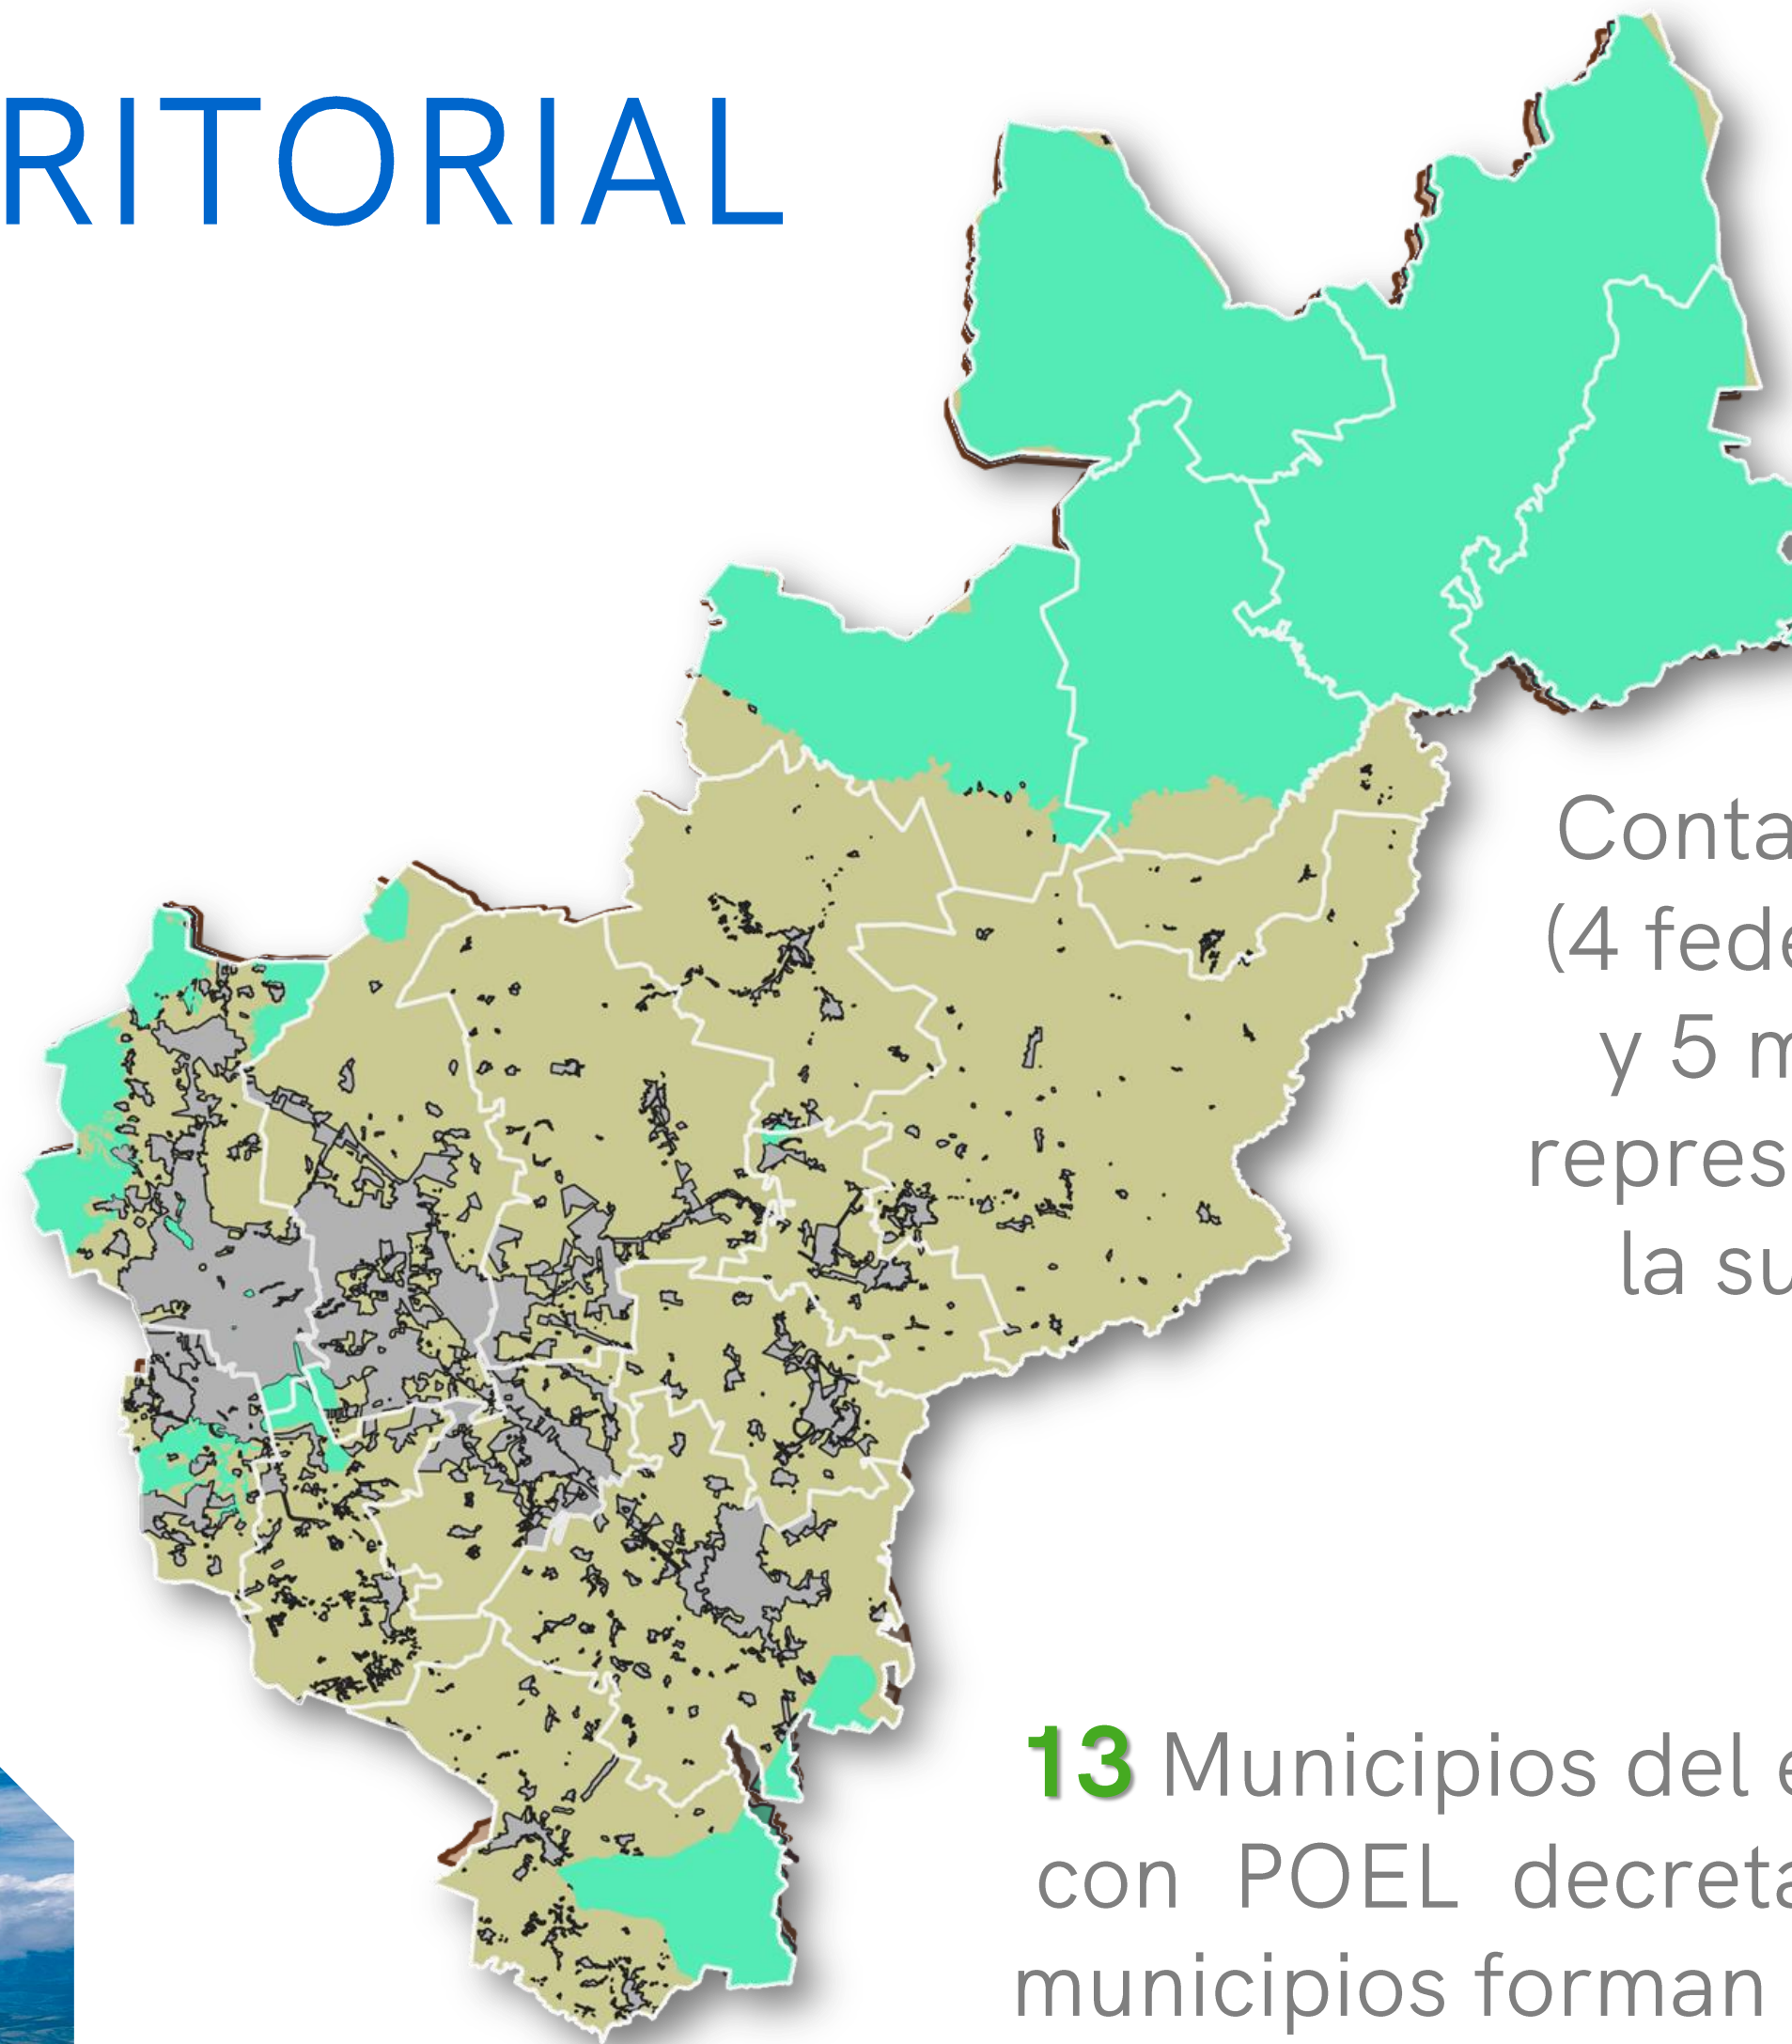 RITORIAL
Conta
(4 fede
y 5 m
repres
la su
13 Municipios del e
con POEL decreta
municipios forman